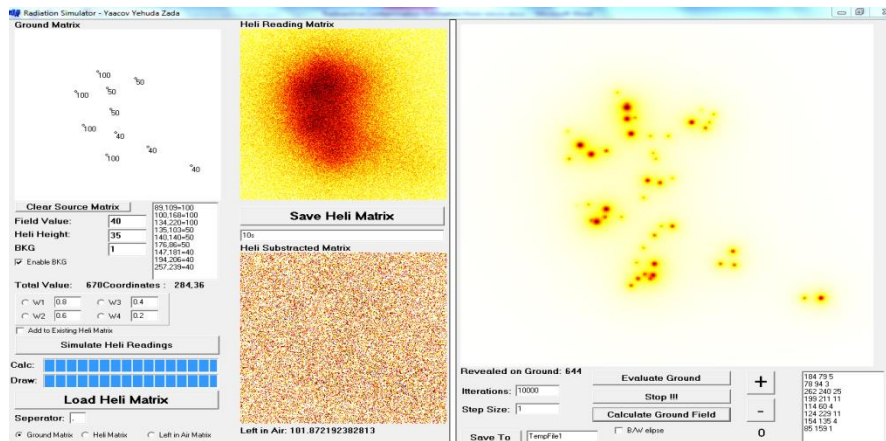 Radiation Simulator - Yaacov Yehuda Zada
Ground Matrix
100
50
100
50
50
100
40
100
40
40
Clear Source Matrix
Field Value: 40
Heli Height: 35
BKG 1
Enable BKG
89,109=100
100,168=100
134,220=100
135,103=50
140,140=50
176,86=50
147,181=40
194,206=40
257,239=40
Total Value: 670 Coordinates : 284,36
W1 0.8 W3 0.4
W2 0.6 W4 0.2
Add to Existing Heli Matrix
Simulate Heli Readings
Calc:
Draw:
Load Heli Matrix
Seperator: .
Ground Matrix Heli Matrix Left in Air Matrix
Heli Reading Matrix
Save Heli Matrix
10s
Heli Substracted Matrix
Left in Air: 101.872192382813
Revealed on Ground: 644
Itterations: 10000
Step Size: 1
Save To TempFile1
Evaluate Ground
Stop !!!
Calculate Ground Field
B/W elipse
+
-
0
184 79 5
78 94 3
262 240 25
199 211 11
114 60 4
124 229 11
154 135 4
85 159 1